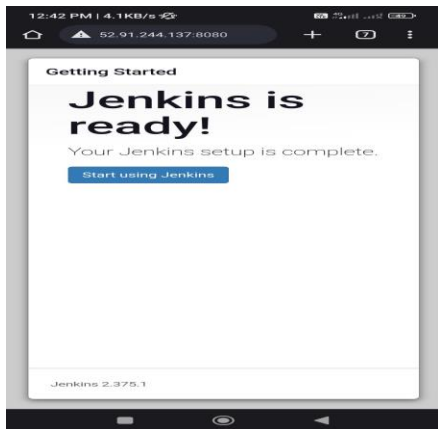 12:42 PM | 4.1KB/s
52.91.244.137:8080
7
Getting Started
Jenkins is
ready!
Your Jenkins setup is complete.
Start using Jenkins
Jenkins 2.375.1